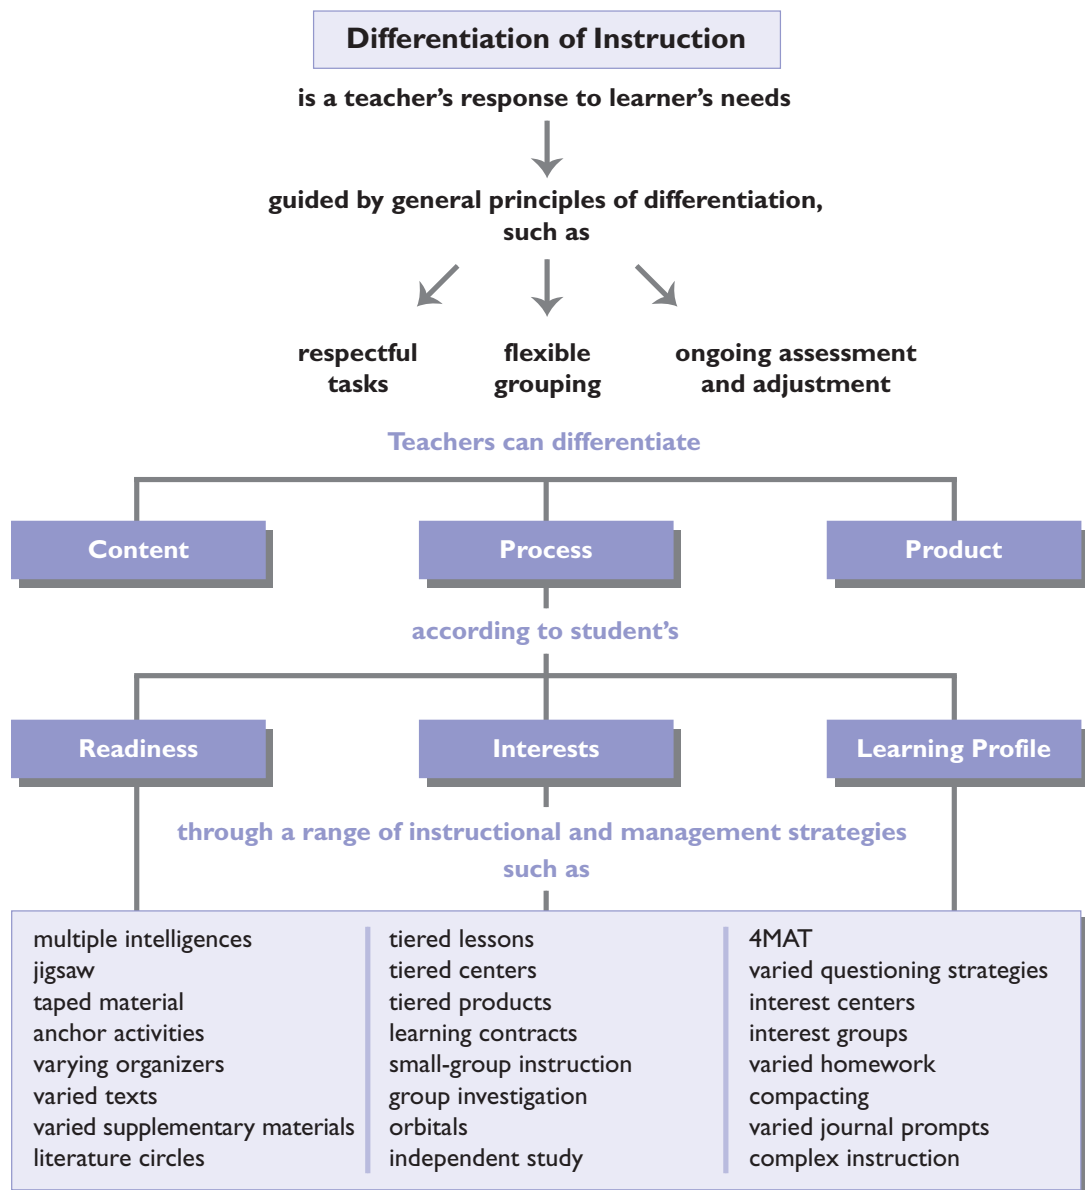 Differentiation of Instruction
is a teacher’s response to learner’s needs
guided by general principles of differentiation,
such as
respectful
tasks
flexible
grouping
ongoing assessment
and adjustment
Teachers can differentiate
Content
Process
Product
according to student’s
Readiness
Interests
Learning Profile
through a range of instructional and management strategies
such as
multiple intelligences
jigsaw
taped material
anchor activities
varying organizers
varied texts
varied supplementary materials
literature circles
tiered lessons
tiered centers
tiered products
learning contracts
small-group instruction
group investigation
orbitals
independent study
4MAT
varied questioning strategies
interest centers
interest groups
varied homework
compacting
varied journal prompts
complex instruction